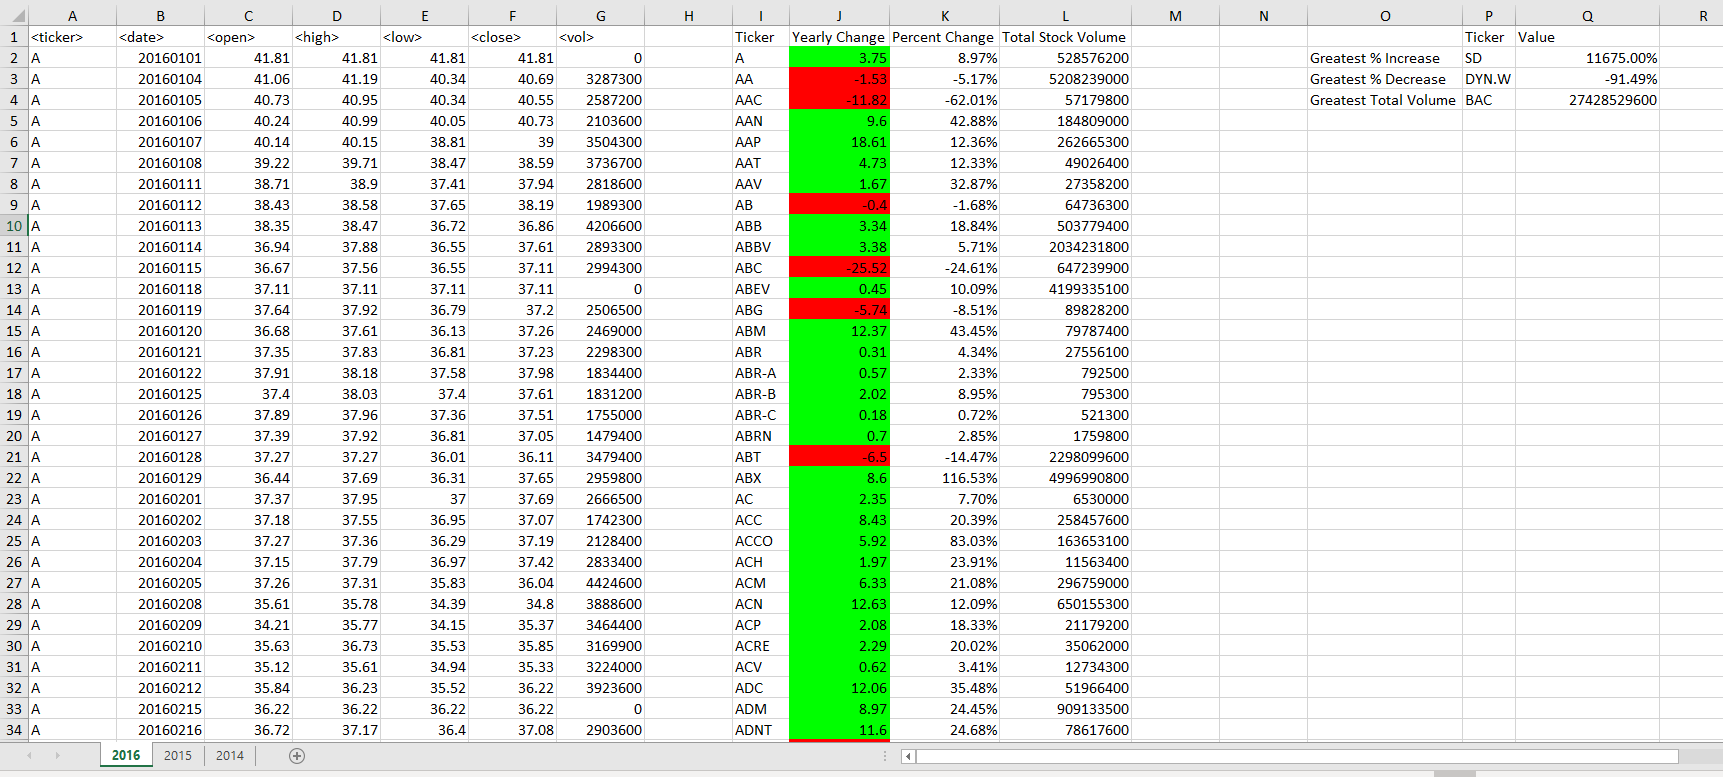 A B C D E F G H I J K L M N O P Q R
1 <ticker> <date> <open> <high> <low> <close> <vol> Ticker Yearly Change Percent Change Total Stock Volume Ticker Value
2 A 20160101 41.81 41.81 41.81 41.81 0 A 3.75 8.97% 528576200 Greatest % Increase SD 11675.00%
3 A 20160104 41.06 41.19 40.34 40.69 3287300 AA -1.53 -5.17% 5208239000 Greatest % Decrease DYN.W -91.49%
4 A 20160105 40.73 40.95 40.34 40.55 2587200 AAC -11.82 -62.01% 57179800 Greatest Total Volume BAC 27428529600
5 A 20160106 40.24 40.99 40.05 40.73 2103600 AAN 9.6 42.88% 184809000
6 A 20160107 40.14 40.15 38.81 39 3504300 AAP 18.61 12.36% 262665300
7 A 20160108 39.22 39.71 38.47 38.59 3736700 AAT 4.73 12.33% 49026400
8 A 20160111 38.71 38.9 37.41 37.94 2818600 AAV 1.67 32.87% 27358200
9 A 20160112 38.43 38.58 37.65 38.19 1989300 AB -0.4 -1.68% 64736300
10 A 20160113 38.35 38.47 36.72 36.86 4206600 ABB 3.34 18.84% 503779400
11 A 20160114 36.94 37.88 36.55 37.61 2893300 ABBV 3.38 5.71% 2034231800
12 A 20160115 36.67 37.56 36.55 37.11 2994300 ABC -25.52 -24.61% 647239900
13 A 20160118 37.11 37.11 37.11 37.11 0 ABEV 0.45 10.09% 4199335100
14 A 20160119 37.64 37.92 36.79 37.2 2506500 ABG -5.74 -8.51% 89828200
15 A 20160120 36.68 37.61 36.13 37.26 2469000 ABM 12.37 43.45% 79787400
16 A 20160121 37.35 37.83 36.81 37.23 2298300 ABR 0.31 4.34% 27556100
17 A 20160122 37.91 38.18 37.58 37.98 1834400 ABR-A 0.57 2.33% 792500
18 A 20160125 37.4 38.03 37.4 37.61 1831200 ABR-B 2.02 8.95% 795300
19 A 20160126 37.89 37.96 37.36 37.51 1755000 ABR-C 0.18 0.72% 521300
20 A 20160127 37.39 37.92 36.81 37.05 1479400 ABRN 0.7 2.85% 1759800
21 A 20160128 37.27 37.27 36.01 36.11 3479400 ABT -6.5 -14.47% 2298099600
22 A 20160129 36.44 37.69 36.31 37.65 2959800 ABX 8.6 116.53% 4996990800
23 A 20160201 37.37 37.95 37 37.69 2666500 AC 2.35 7.70% 6530000
24 A 20160202 37.18 37.55 36.95 37.07 1742300 ACC 8.43 20.39% 258457600
25 A 20160203 37.27 37.36 36.29 37.19 2128400 ACCO 5.92 83.03% 163653100
26 A 20160204 37.15 37.79 36.97 37.42 2833400 ACH 1.97 23.91% 11563400
27 A 20160205 37.26 37.31 35.83 36.04 4424600 ACM 6.33 21.08% 296759000
28 A 20160208 35.61 35.78 34.39 34.8 3888600 ACN 12.63 12.09% 650155300
29 A 20160209 34.21 35.77 34.15 35.37 3464400 ACP 2.08 18.33% 21179200
30 A 20160210 35.63 36.73 35.53 35.85 3169900 ACRE 2.29 20.02% 35062000
31 A 20160211 35.12 35.61 34.94 35.33 3224000 ACV 0.62 3.41% 12734300
32 A 20160212 35.84 36.23 35.52 36.22 3923600 ADC 12.06 35.48% 51966400
33 A 20160215 36.22 36.22 36.22 36.22 0 ADM 8.97 24.45% 909133500
34 A 20160216 36.72 37.17 36.4 37.08 2903600 ADNT 11.6 24.68% 78617600
2016 2015 2014